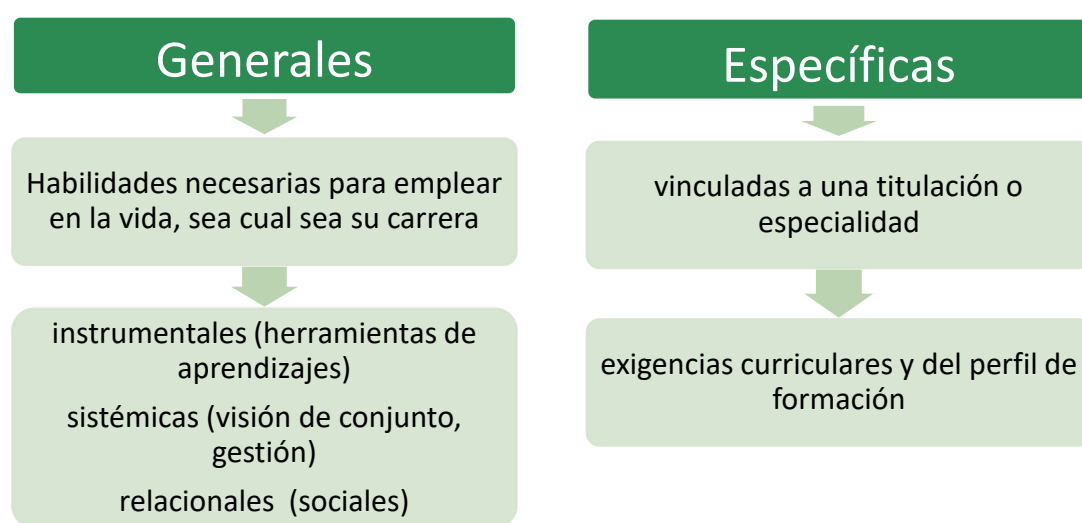 Generales
Habilidades necesarias para emplear
en la vida, sea cual sea su carrera
instrumentales (herramientas de
aprendizajes)
sistémicas (visión de conjunto,
gestión)
relacionales (sociales)
Específicas
vinculadas a una titulación o
especialidad
exigencias curriculares y del perfil de
formación